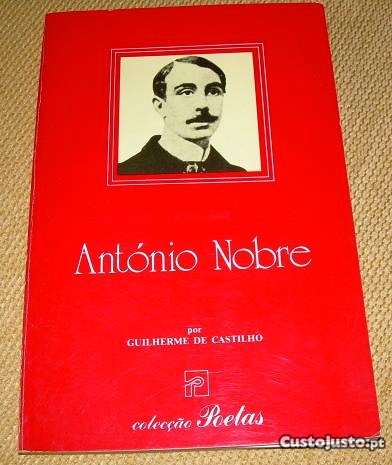 António Nobre
por
GUILHERME DE CASTILHO
colecção Poetas
CustoJusto.pt